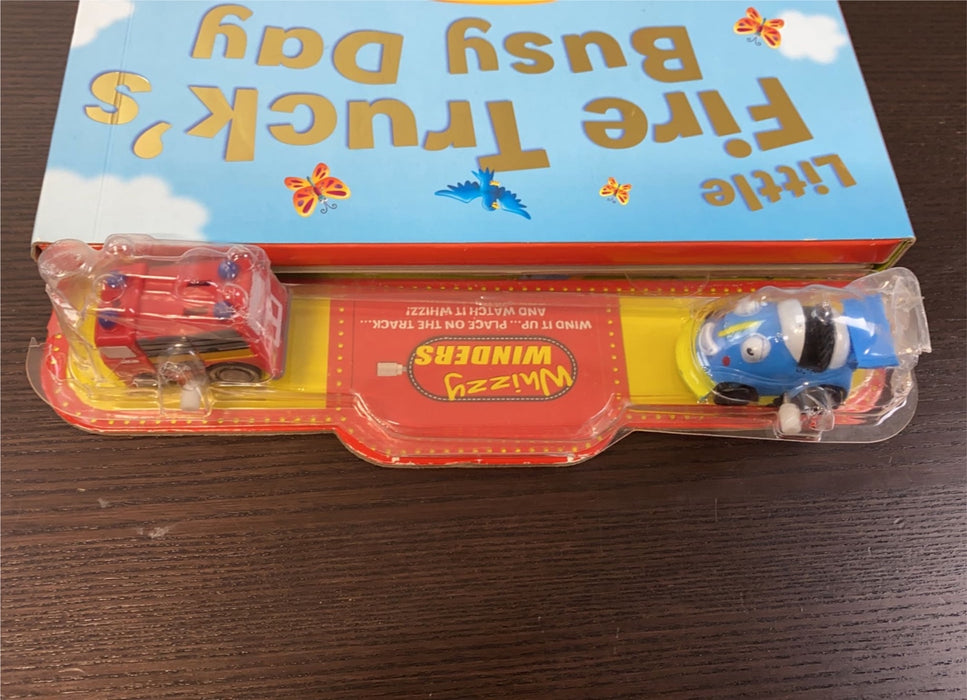 Little
Fire Truck's
Busy Day
Whizzy
WINDERS
WIND IT UP... PLACE ON THE TRACK...
AND WATCH IT WHIZZ!